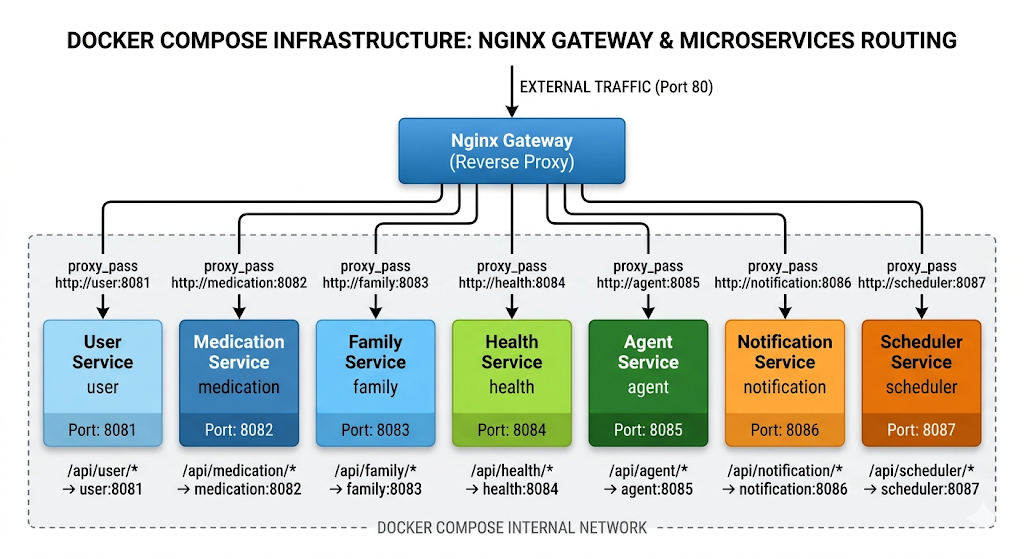 DOCKER COMPOSE INFRASTRUCTURE: NGINX GATEWAY & MICROSERVICES ROUTING
EXTERNAL TRAFFIC (Port 80)
Nginx Gateway
(Reverse Proxy)
proxy_pass
http://user:8081
proxy_pass
http://medication:8082
proxy_pass
http://family:8083
proxy_pass
http://health:8084
proxy_pass
http://agent:8085
proxy_pass
http://notification:8086
proxy_pass
http://scheduler:8087
User
Service
user
Port: 8081
Medication
Service
medication
Port: 8082
Family
Service
family
Port: 8083
Health
Service
health
Port: 8084
Agent
Service
agent
Port: 8085
Notification
Service
notification
Port: 8086
Scheduler
Service
scheduler
Port: 8087
/api/user/*
→ user:8081
/api/medication/*
→ medication:8082
/api/family/*
→ family:8083
/api/health/*
→ health:8084
/api/agent/*
→ agent:8085
/api/notification/*
→ notification:8086
/api/scheduler/*
→ scheduler:8087
DOCKER COMPOSE INTERNAL NETWORK